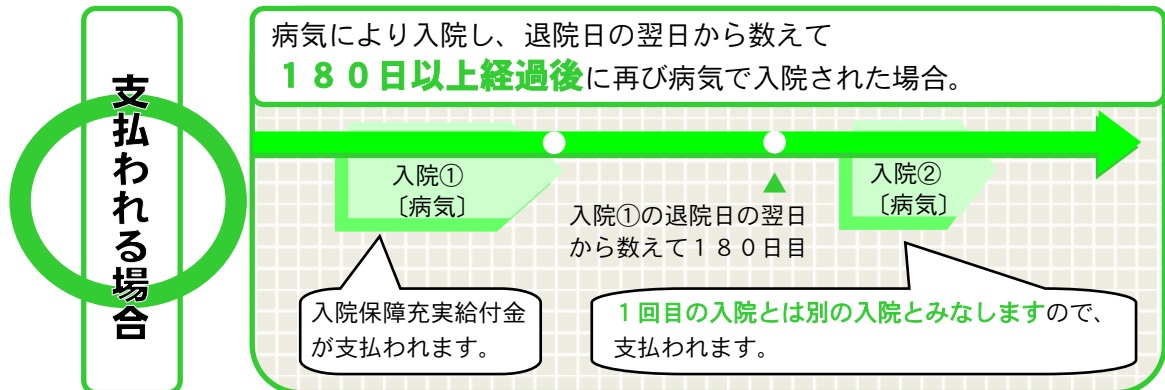 支払われる場合
病気により入院し、退院日の翌日から数えて
１８０日以上経過後に再び病気で入院された場合。
入院①
〔病気〕
入院②
〔病気〕
入院①の退院日の翌日
から数えて１８０日目
入院保障充実給付金
が支払われます。
１回目の入院とは別の入院とみなしますので、
支払われます。